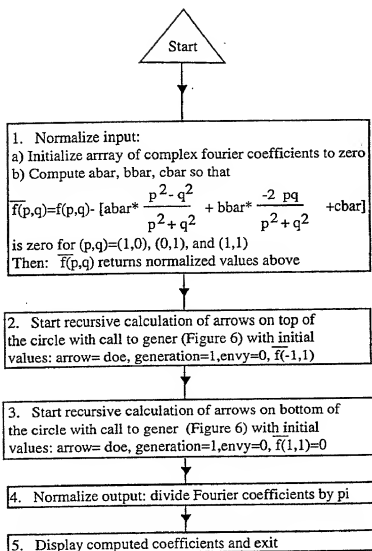 Start
1. Normalize input:
a) Initialize arrray of complex fourier coefficients to zero
b) Compute abar, bbar, cbar so that
f̅(p,q)=f(p,q)- [abar* p²- q² / p²+ q² + bbar* -2 pq / p²+ q² +cbar]
is zero for (p,q)=(1,0), (0,1), and (1,1)
Then: f̅(p,q) returns normalized values above
2. Start recursive calculation of arrows on top of
the circle with call to gener (Figure 6) with initial
values: arrow= doe, generation=1,envy=0, f̅(-1,1)
3. Start recursive calculation of arrows on bottom of
the circle with call to gener (Figure 6) with initial
values: arrow= doe, generation=1,envy=0, f̅(1,1)=0
4. Normalize output: divide Fourier coefficients by pi
5. Display computed coefficients and exit